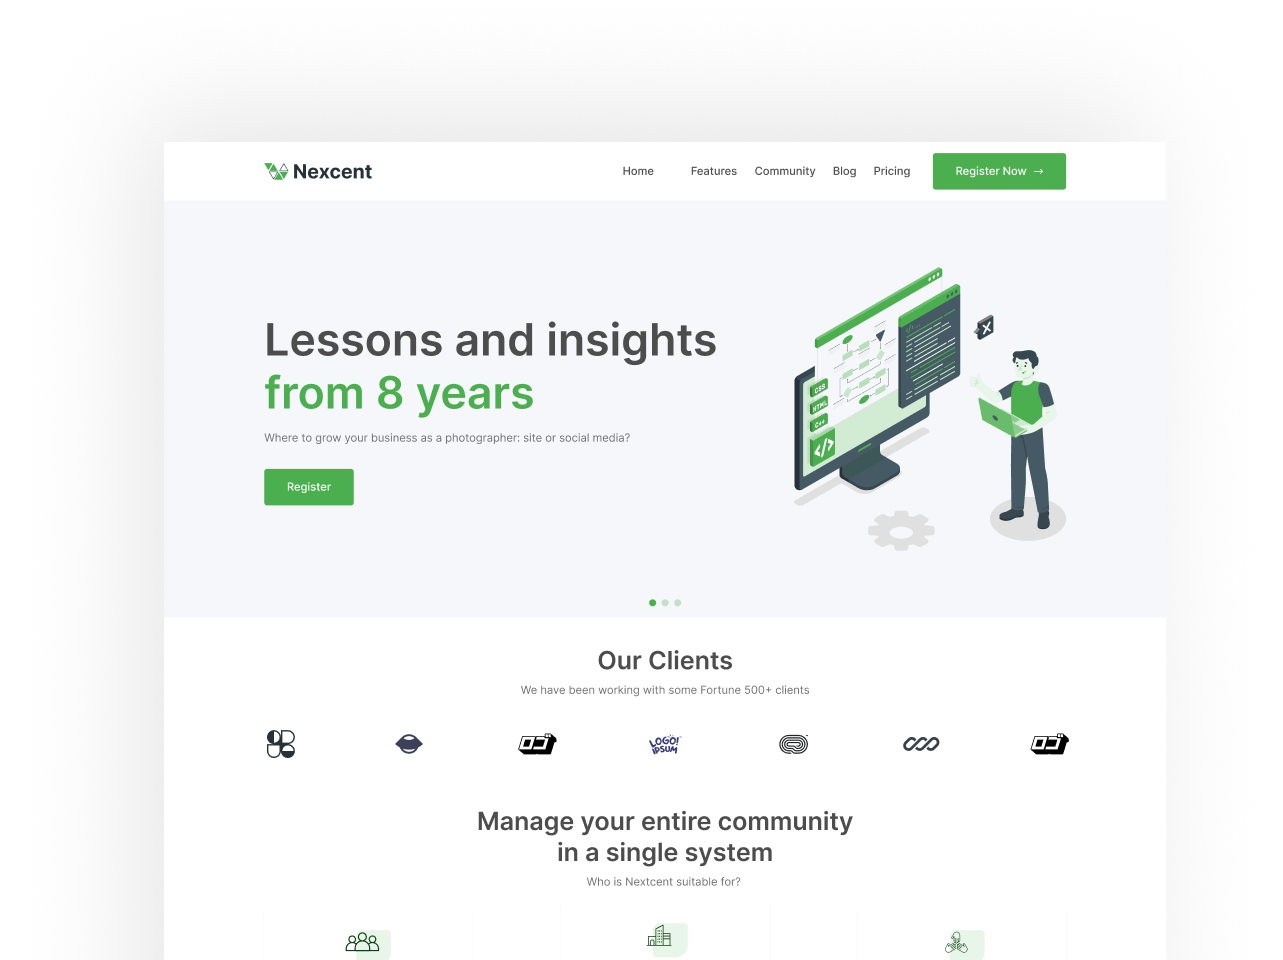 Nexcent
Home Features Community Blog Pricing Register Now →
Lessons and insights
from 8 years
Where to grow your business as a photographer: site or social media?
Register
CSS
HTML
C++
</>
Our Clients
We have been working with some Fortune 500+ clients
LOGO!
IPSUM
Manage your entire community
in a single system
Who is Nextcent suitable for?